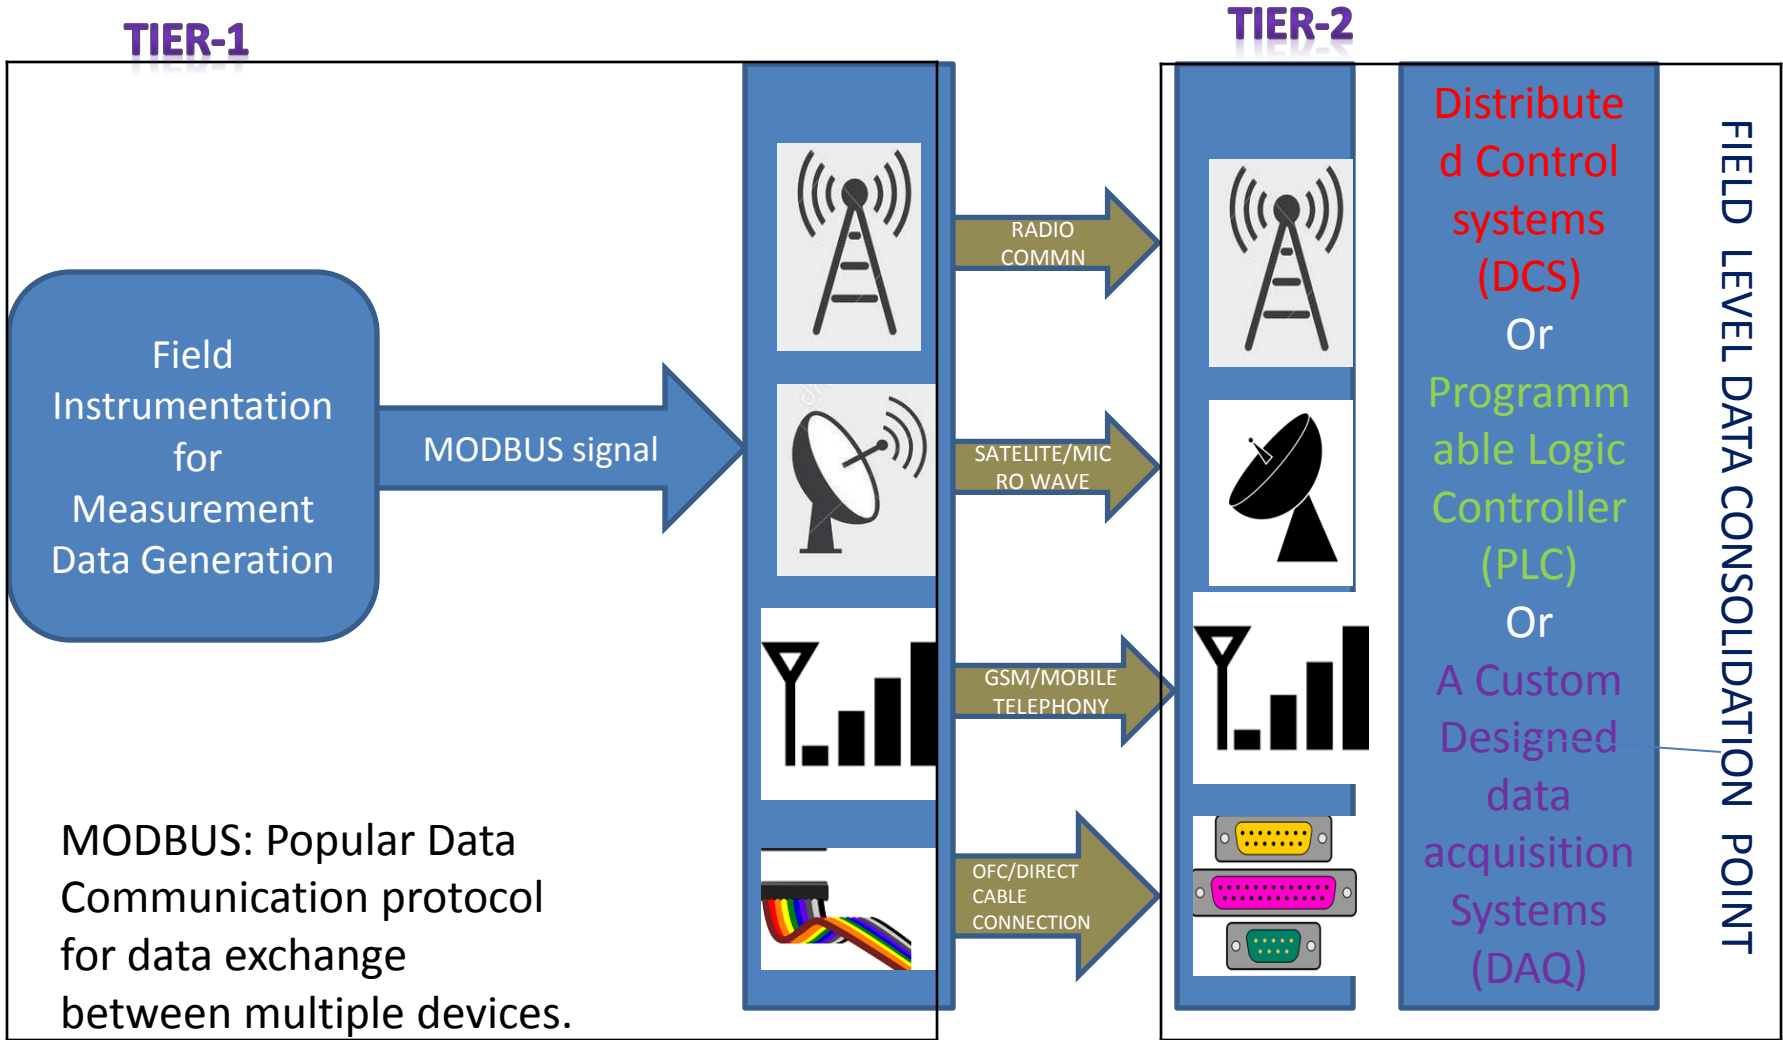 TIER-1
TIER-2
Field
Instrumentation
for
Measurement
Data Generation
MODBUS signal
MODBUS: Popular Data
Communication protocol
for data exchange
between multiple devices.
RADIO
COMMN
SATELITE/MIC
RO WAVE
GSM/MOBILE
TELEPHONY
OFC/DIRECT
CABLE
CONNECTION
Distribute
d Control
systems
(DCS)
Or
Programm
able Logic
Controller
(PLC)
Or
A Custom
Designed
data
acquisition
Systems
(DAQ)
FIELD LEVEL DATA CONSOLIDATION POINT